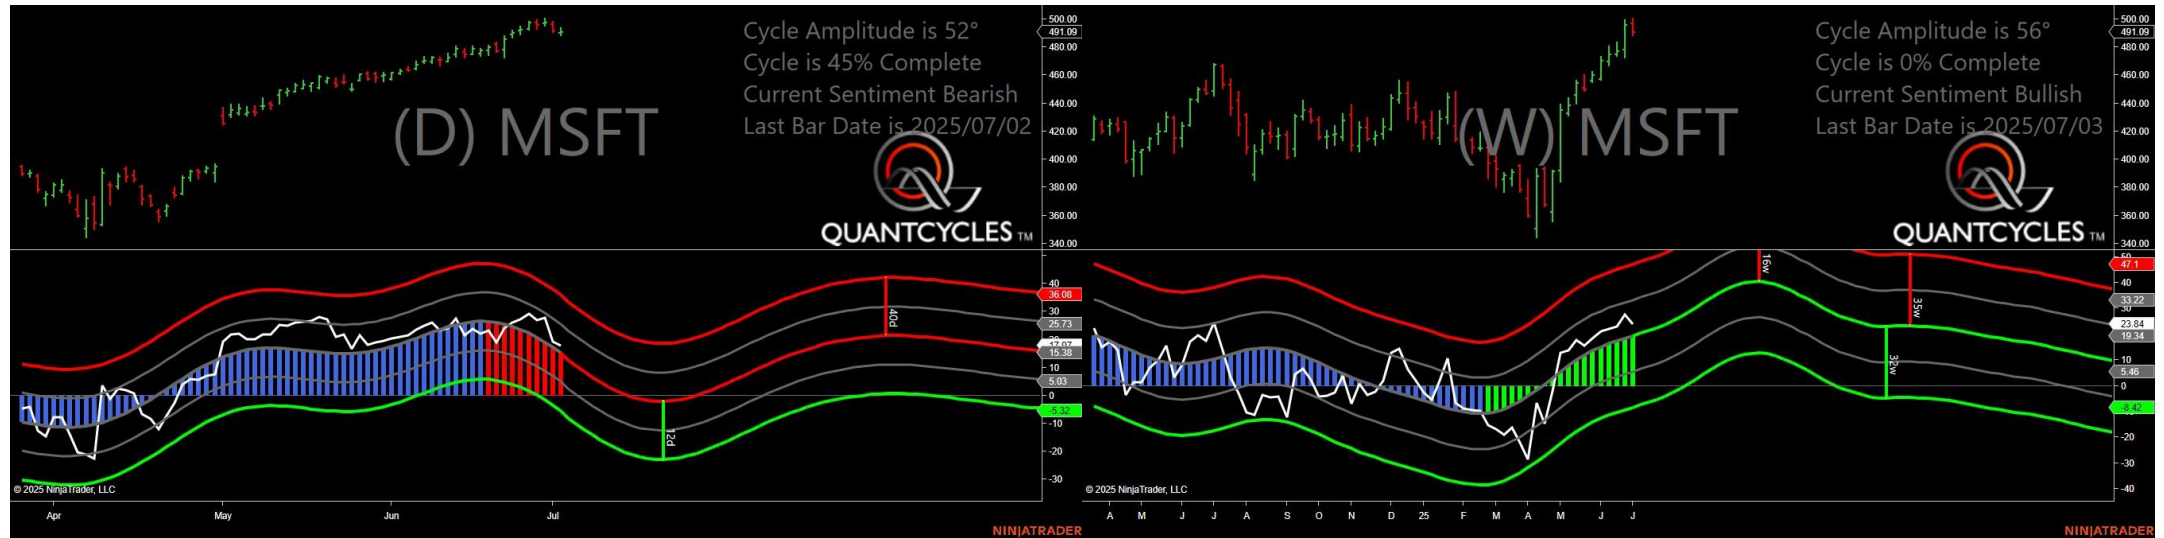 Cycle Amplitude is 52°
Cycle is 45% Complete
Current Sentiment Bearish
Last Bar Date is 2025/07/02
(D) MSFT
QUANTCYCLES TM
500.00
491.09
480.00
460.00
440.00
420.00
400.00
380.00
360.00
340.00
40
36.08
30
25.73
15.38
10
5.03
0
-5.32
-10
-20
-30
40d
12d
© 2025 NinjaTrader, LLC
Apr May Jun Jul
NINJATRADER
Cycle Amplitude is 56°
Cycle is 0% Complete
Current Sentiment Bullish
Last Bar Date is 2025/07/03
(W) MSFT
QUANTCYCLES TM
500.00
491.09
480.00
460.00
440.00
420.00
400.00
380.00
360.00
340.00
47.1
40
33.22
30
23.84
19.34
10
5.46
0
-8.42
-20
-30
-40
16w
35w
32w
© 2025 NinjaTrader, LLC
A M J J A S O N D 25 F M A M J J
NINJATRADER